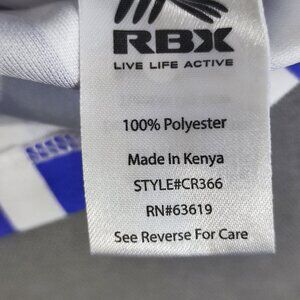 RBX
LIVE LIFE ACTIVE
100% Polyester
Made in Kenya
STYLE#CR366
RN#63619
See Reverse For Care